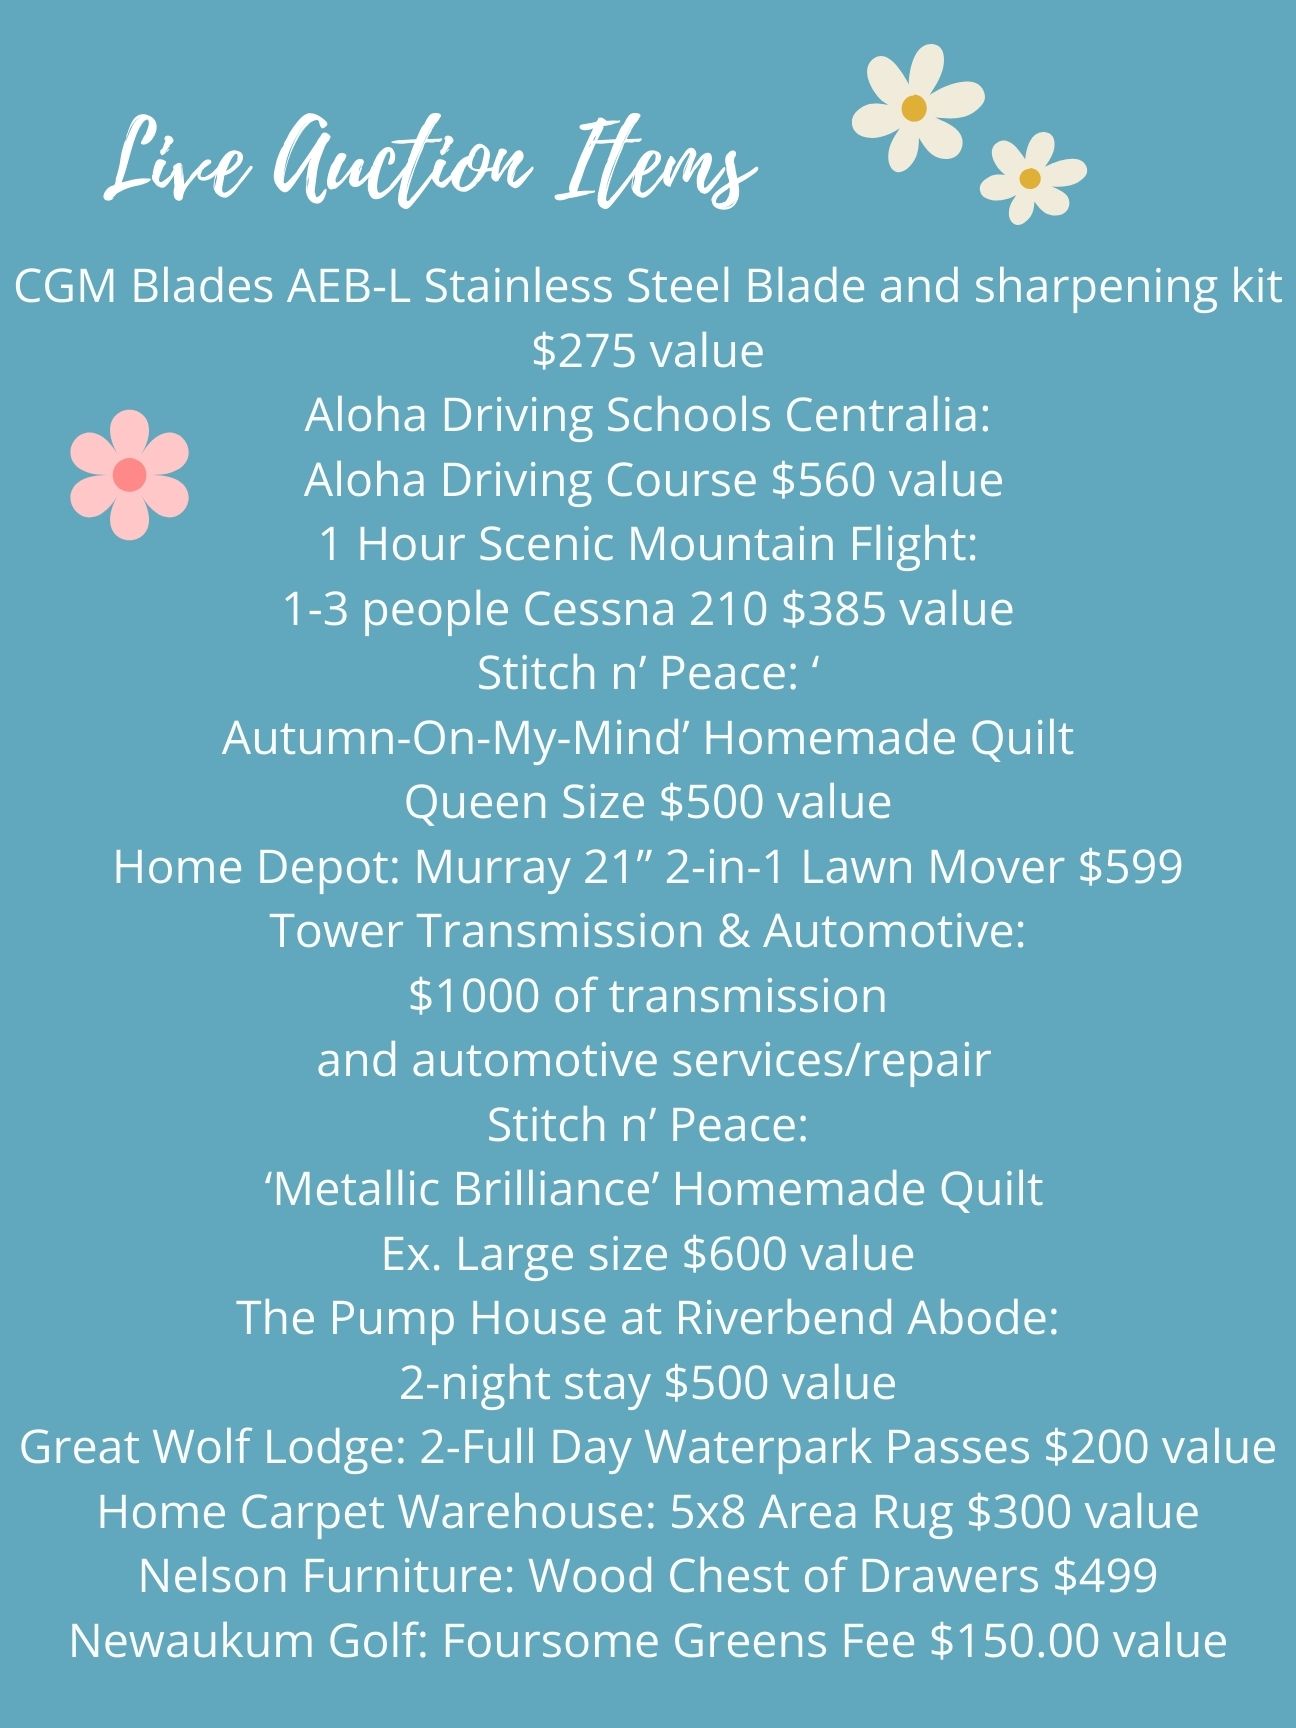 Live Auction Items
CGM Blades AEB-L Stainless Steel Blade and sharpening kit
$275 value
Aloha Driving Schools Centralia:
Aloha Driving Course $560 value
1 Hour Scenic Mountain Flight:
1-3 people Cessna 210 $385 value
Stitch n’ Peace: ‘
Autumn-On-My-Mind’ Homemade Quilt
Queen Size $500 value
Home Depot: Murray 21” 2-in-1 Lawn Mover $599
Tower Transmission & Automotive:
$1000 of transmission
and automotive services/repair
Stitch n’ Peace:
‘Metallic Brilliance’ Homemade Quilt
Ex. Large size $600 value
The Pump House at Riverbend Abode:
2-night stay $500 value
Great Wolf Lodge: 2-Full Day Waterpark Passes $200 value
Home Carpet Warehouse: 5x8 Area Rug $300 value
Nelson Furniture: Wood Chest of Drawers $499
Newaukum Golf: Foursome Greens Fee $150.00 value